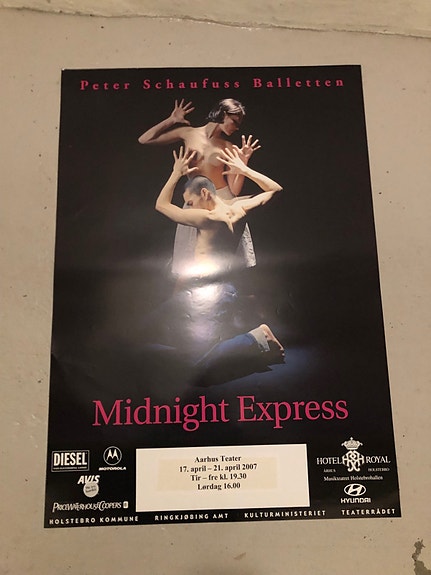 Peter Schaufuss Balletten
Midnight Express
DIESEL
MOTOROLA
AVIS
PRICEWATERHOUSECOOPERS
Aarhus Teater
17. april – 21. april 2007
Tir – fre kl. 19.30
Lørdag 16.00
HOTEL ROYAL
ÅRHUS HOLSTEBRO
Musikteatret Holstebrohallen
HYUNDAI
HOLSTEBRO KOMMUNE RINGKJØBING AMT KULTURMINISTERIET TEATERRÅDET